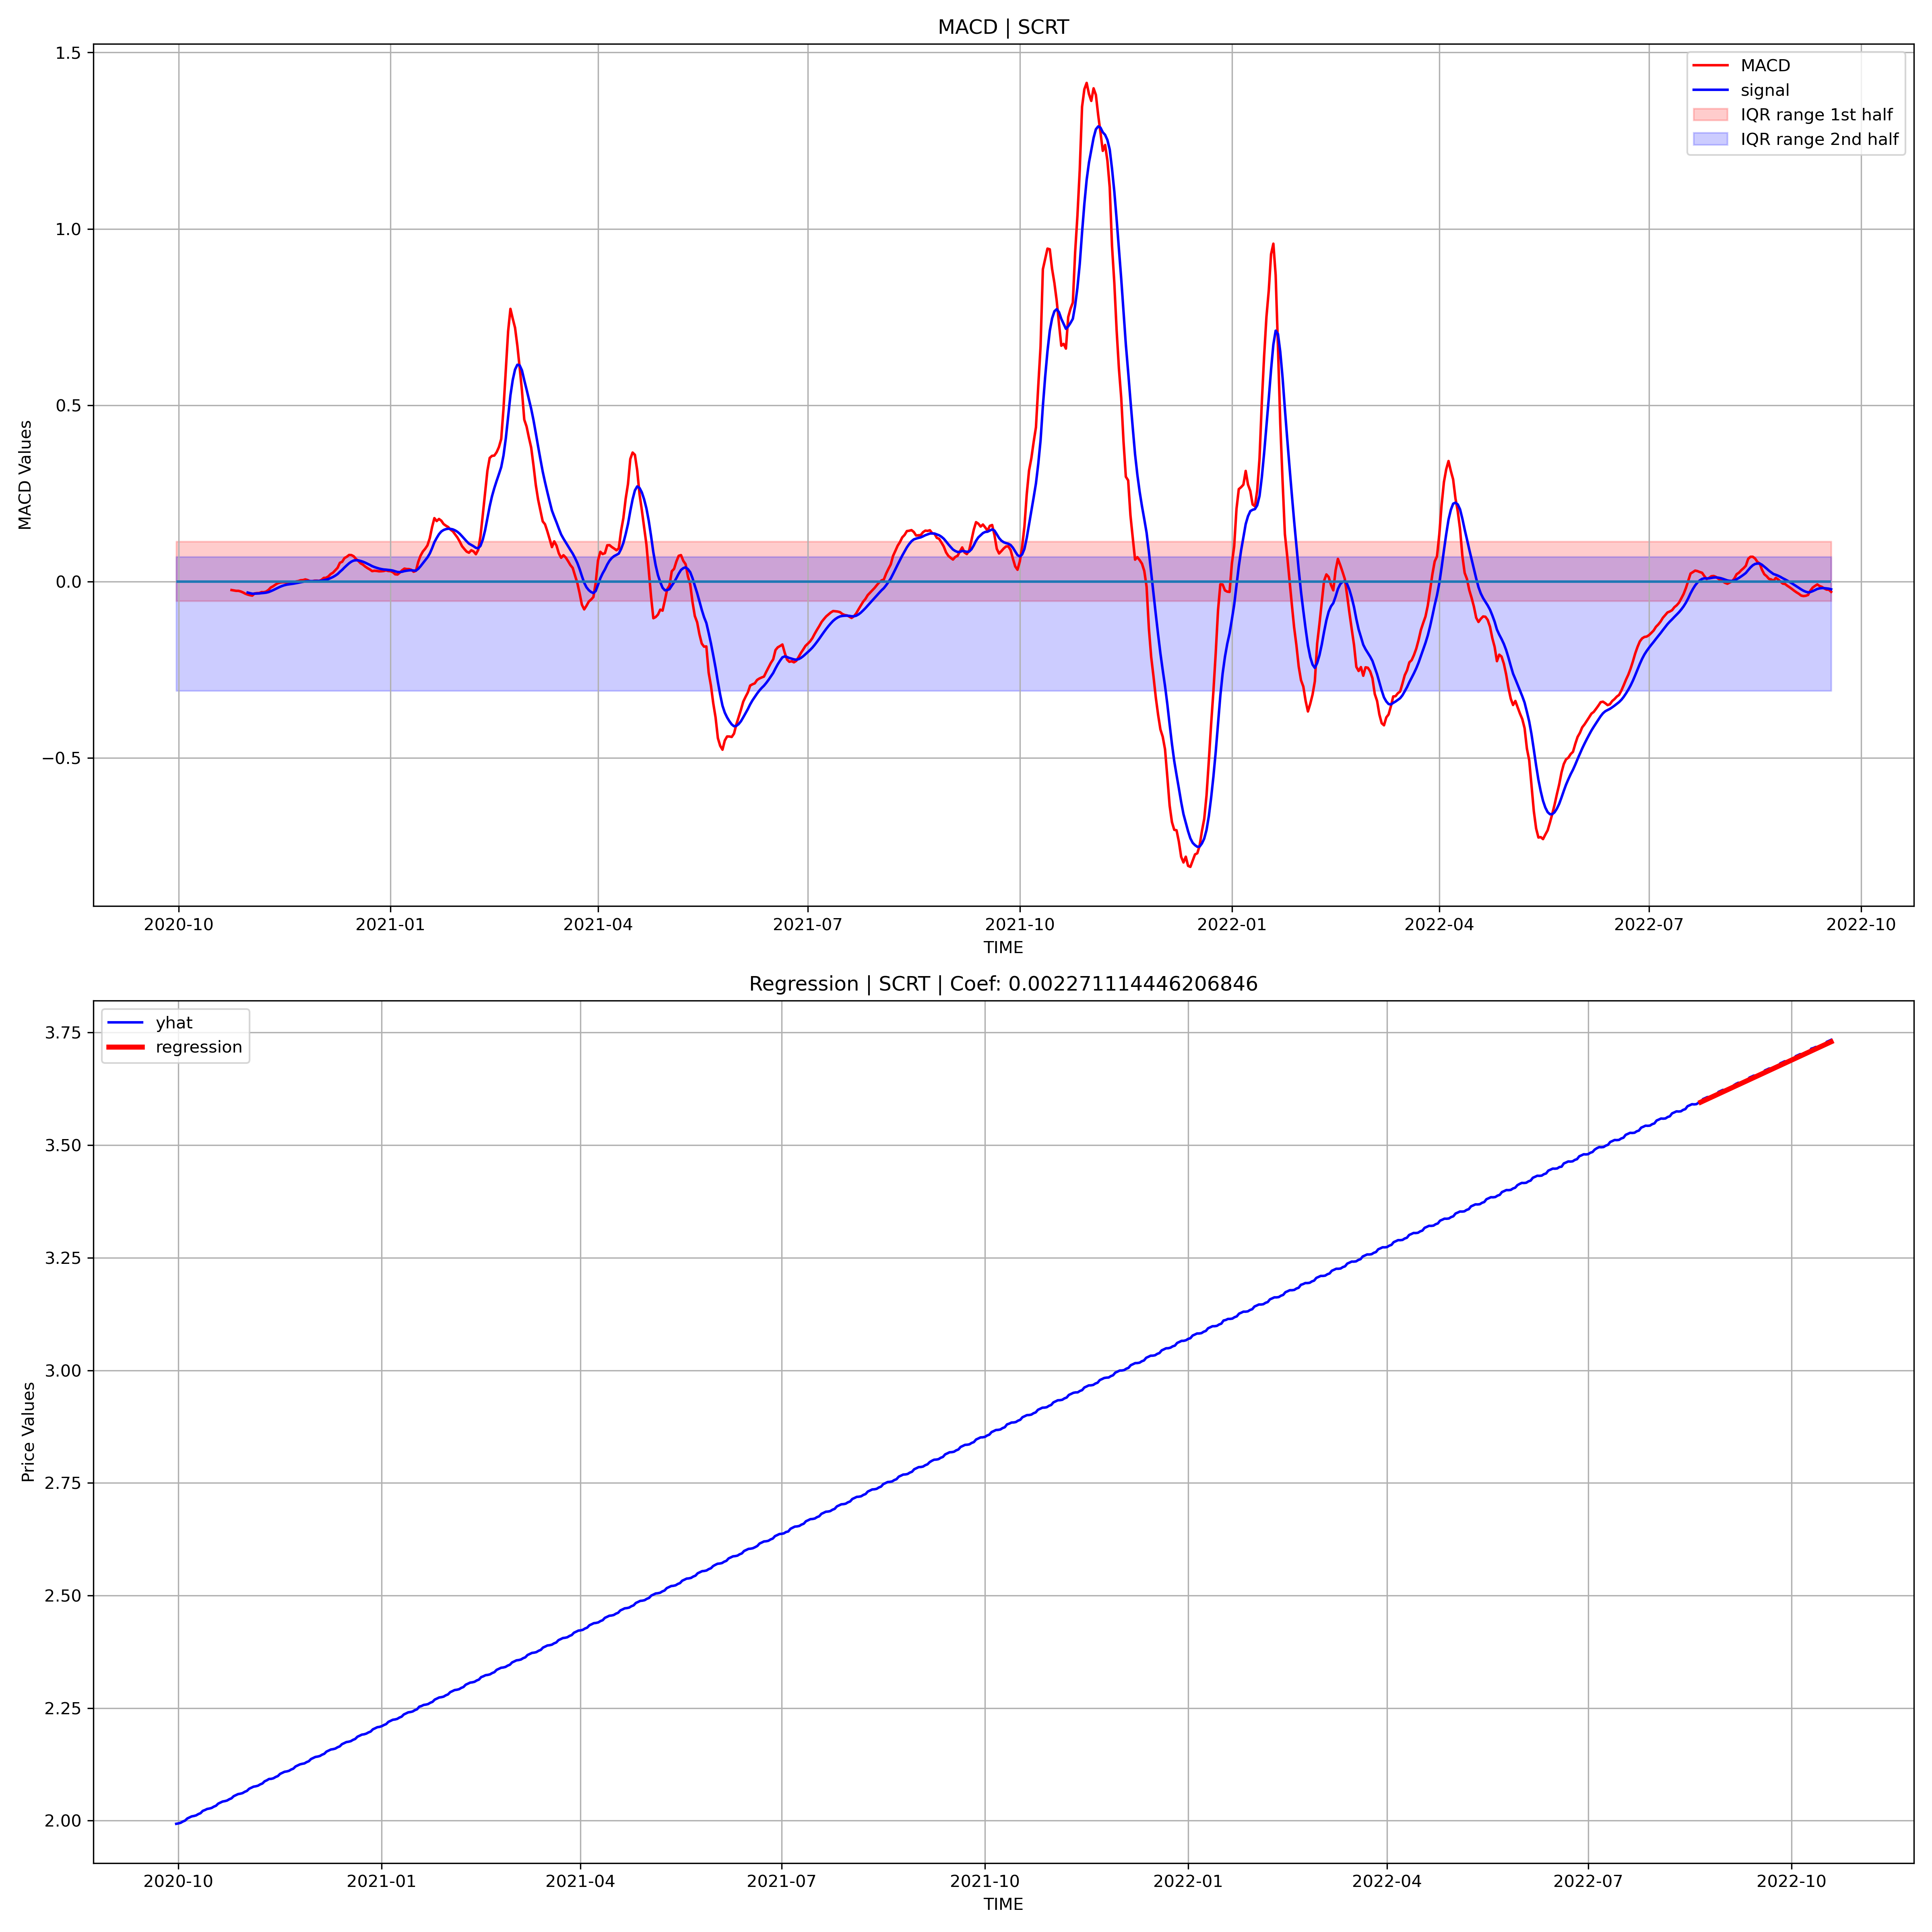 MACD | SCRT
MACD
signal
IQR range 1st half
IQR range 2nd half
1.5
1.0
0.5
0.0
−0.5
MACD Values
2020-10 2021-01 2021-04 2021-07 2021-10 2022-01 2022-04 2022-07 2022-10
TIME
Regression | SCRT | Coef: 0.002271114446206846
yhat
regression
3.75
3.50
3.25
3.00
2.75
2.50
2.25
2.00
Price Values
2020-10 2021-01 2021-04 2021-07 2021-10 2022-01 2022-04 2022-07 2022-10
TIME